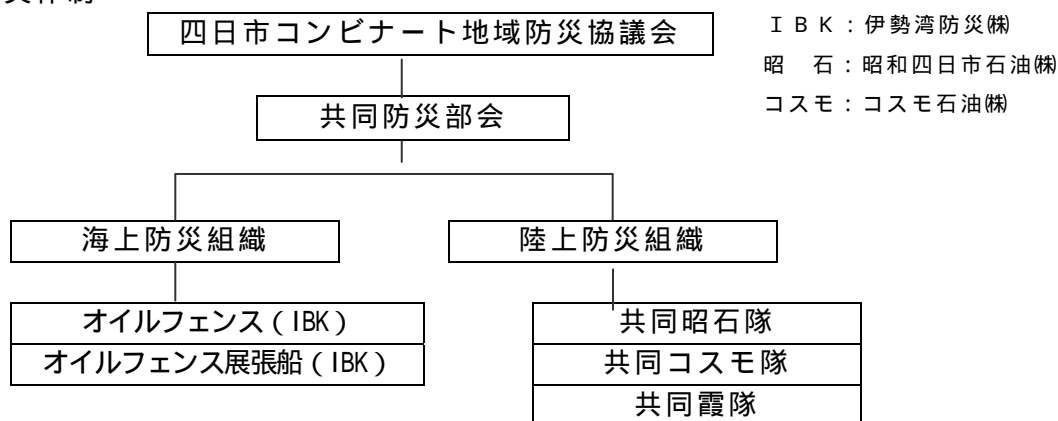 四日市コンビナート地域防災協議会
ＩＢＫ：伊勢湾防災㈱
昭　石：昭和四日市石油㈱
コスモ：コスモ石油㈱
共同防災部会
海上防災組織
陸上防災組織
オイルフェンス（IBK）
オイルフェンス展張船（IBK）
共同昭石隊
共同コスモ隊
共同霞隊